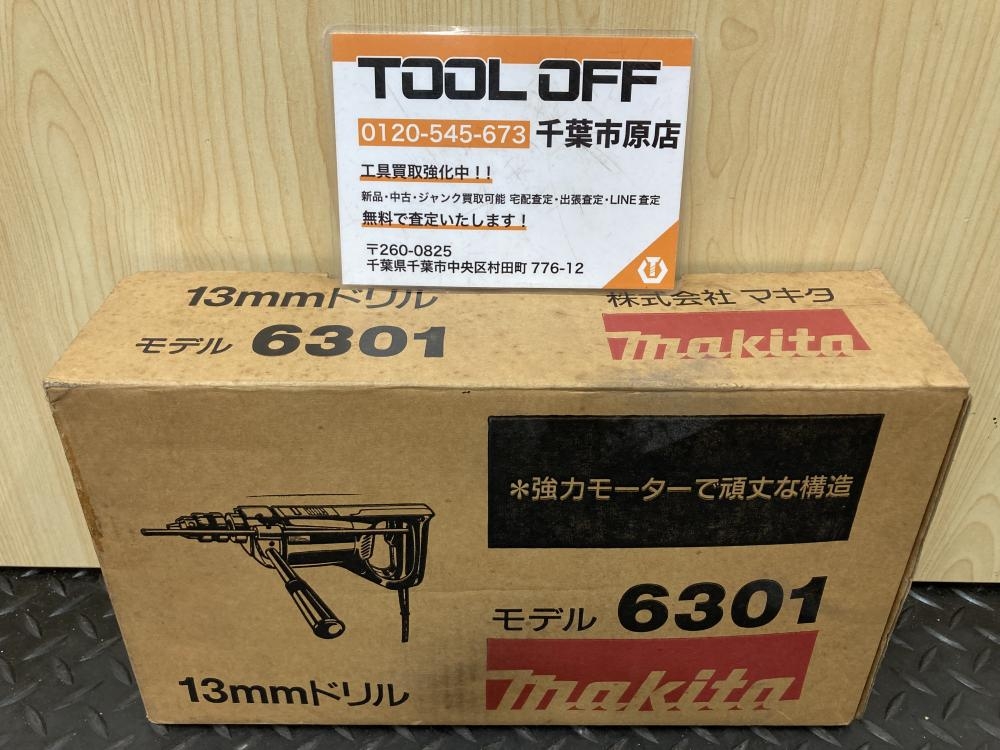 TOOL OFF
0120-545-673 千葉市原店
工具買取強化中！！
新品・中古・ジャンク買取可能 宅配査定・出張査定・LINE査定
無料で査定いたします！
〒260-0825
千葉県千葉市中央区村田町 776-12
13mmドリル
株式会社 マキタ
モデル 6301
makita
＊強力モーターで頑丈な構造
モデル 6301
13mmドリル
makita